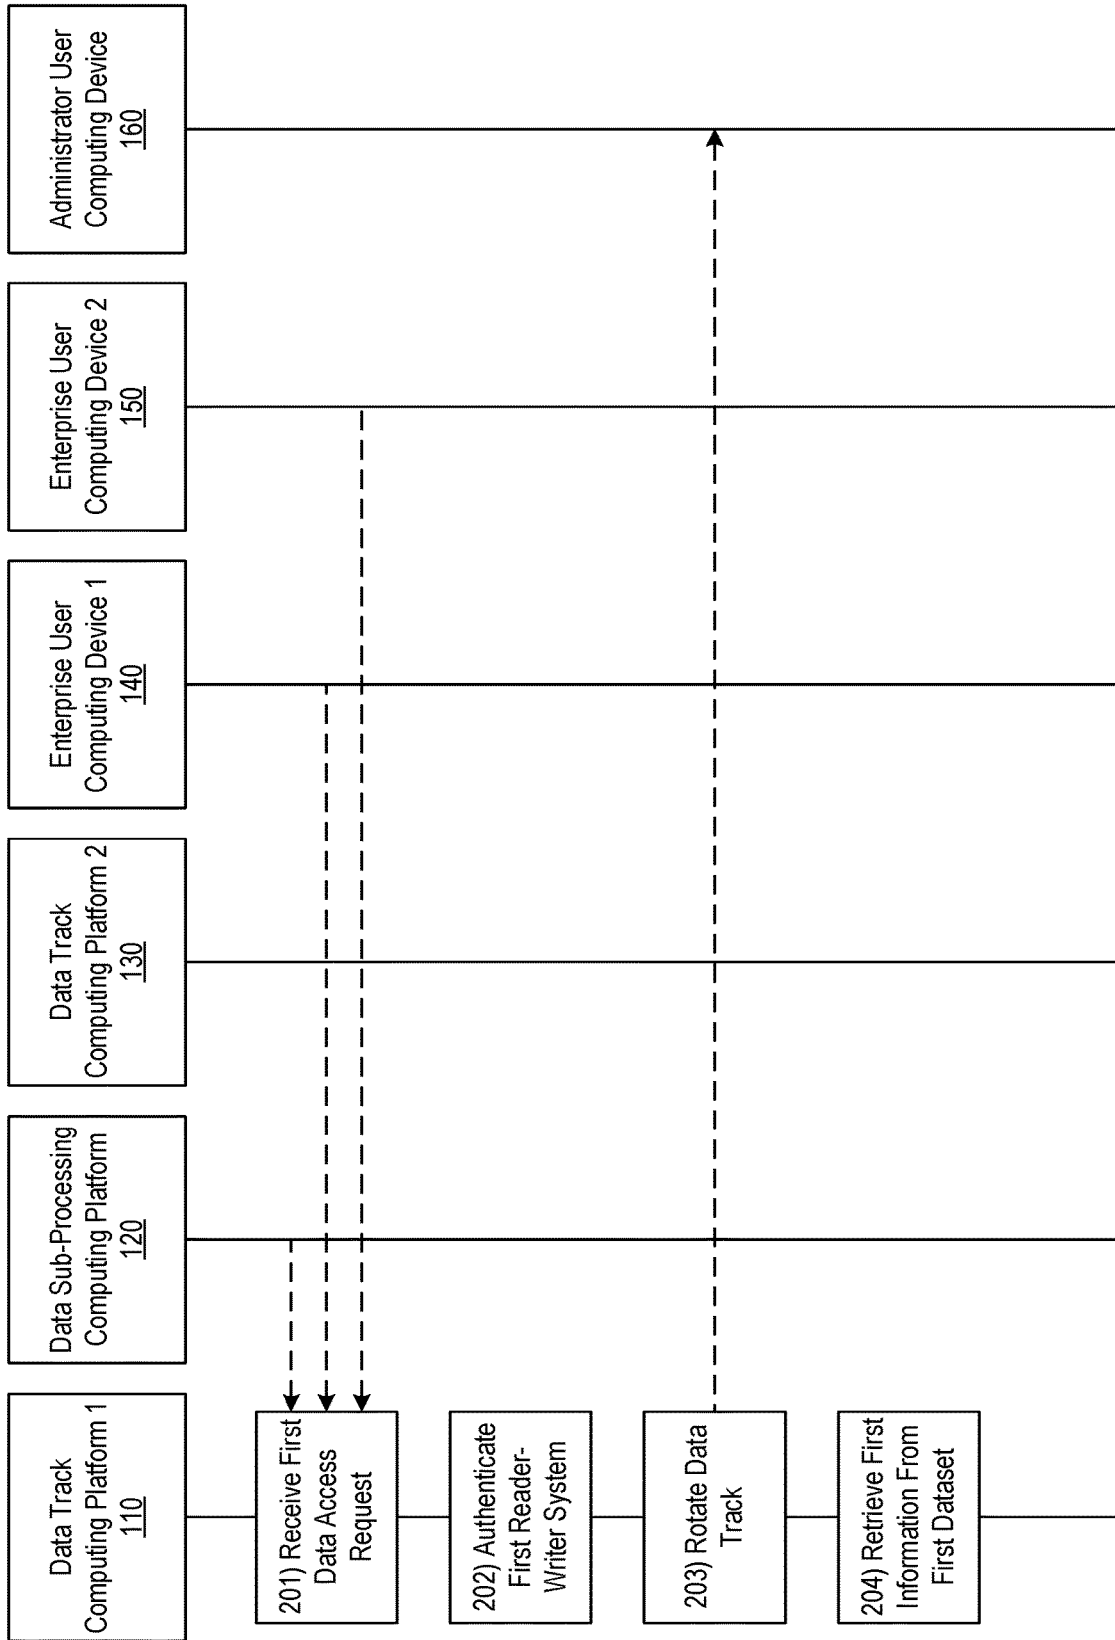 Data Track
Computing Platform 1
110
Data Sub-Processing
Computing Platform
120
Data Track
Computing Platform 2
130
Enterprise User
Computing Device 1
140
Enterprise User
Computing Device 2
150
Administrator User
Computing Device
160
201) Receive First
Data Access
Request
202) Authenticate
First Reader-
Writer System
203) Rotate Data
Track
204) Retrieve First
Information From
First Dataset